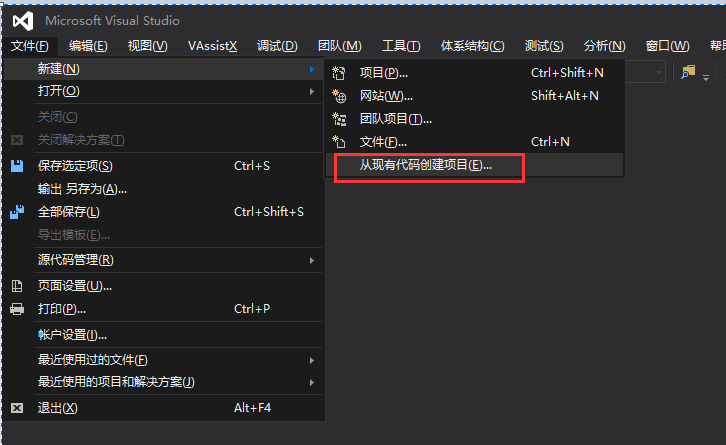 Microsoft Visual Studio
文件(F) 编辑(E) 视图(V) VAssistX 调试(D) 团队(M) 工具(T) 体系结构(C) 测试(S) 分析(N) 窗口(W) 帮
新建(N)
打开(O)
关闭(C)
关闭解决方案(T)
保存选定项(S) Ctrl+S
输出 另存为(A)...
全部保存(L) Ctrl+Shift+S
导出模板(E)...
源代码管理(R)
页面设置(U)...
打印(P)... Ctrl+P
帐户设置(I)...
最近使用过的文件(F)
最近使用的项目和解决方案(J)
退出(X) Alt+F4
项目(P)... Ctrl+Shift+N
网站(W)... Shift+Alt+N
团队项目(T)...
文件(F)... Ctrl+N
从现有代码创建项目(E)...